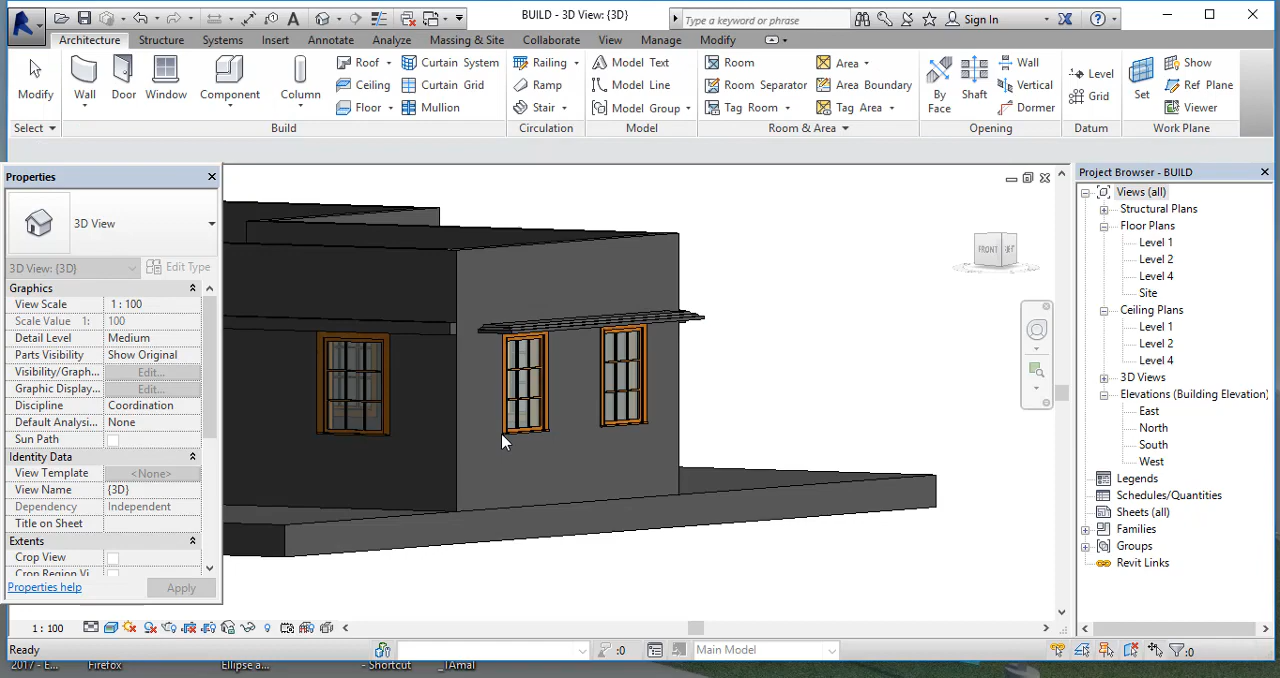 BUILD - 3D View: {3D}
Type a keyword or phrase
Sign In
Architecture Structure Systems Insert Annotate Analyze Massing & Site Collaborate View Manage Modify
Modify
Wall
Door
Window
Component
Column
Roof
Ceiling
Floor
Curtain System
Curtain Grid
Mullion
Railing
Ramp
Stair
Model Text
Model Line
Model Group
Room
Room Separator
Tag Room
Area
Area Boundary
Tag Area
By
Face
Shaft
Wall
Vertical
Dormer
Level
Grid
Set
Show
Ref Plane
Viewer
Select Build Circulation Model Room & Area Opening Datum Work Plane
Properties
3D View
3D View: {3D} Edit Type
Graphics
View Scale 1 : 100
Scale Value 1: 100
Detail Level Medium
Parts Visibility Show Original
Visibility/Graph... Edit...
Graphic Display... Edit...
Discipline Coordination
Default Analysi... None
Sun Path
Identity Data
View Template <None>
View Name {3D}
Dependency Independent
Title on Sheet
Extents
Crop View
Crop Region Vi
Properties help Apply
FRONT
Project Browser - BUILD
Views (all)
Structural Plans
Floor Plans
Level 1
Level 2
Level 4
Site
Ceiling Plans
Level 1
Level 2
Level 4
3D Views
Elevations (Building Elevation)
East
North
South
West
Legends
Schedules/Quantities
Sheets (all)
Families
Groups
Revit Links
1 : 100
Ready
:0
Main Model
:0
2017 - E... Firefox Ellipse a... - Shortcut _TAmal